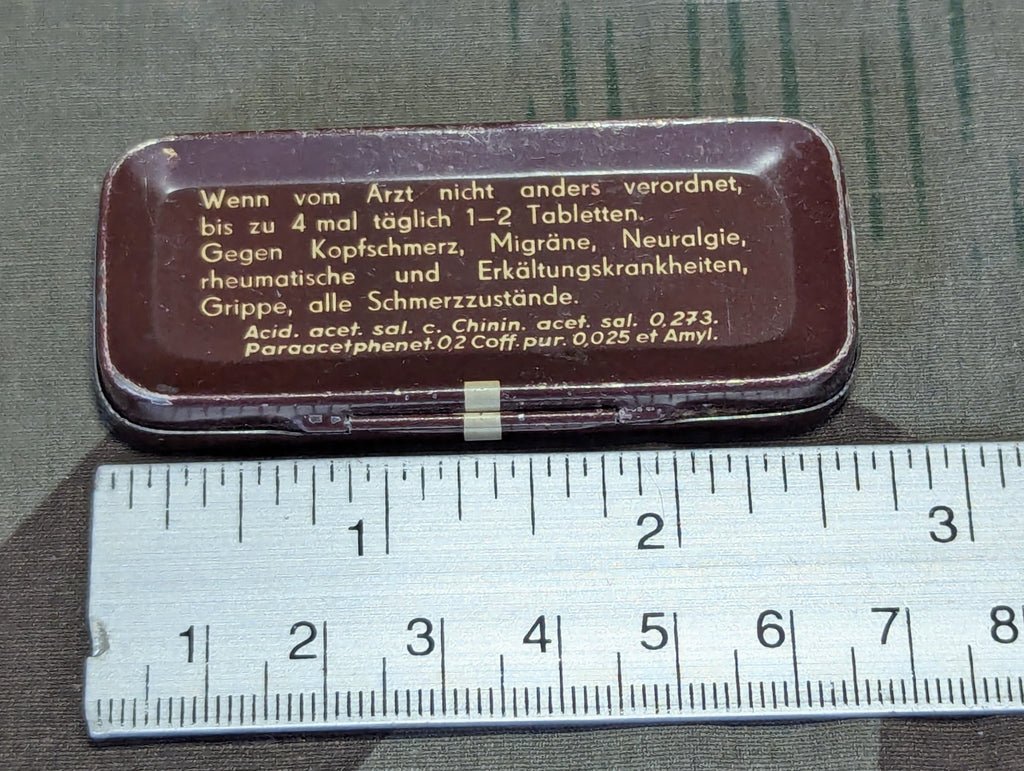 Wenn vom Arzt nicht anders verordnet,
bis zu 4 mal täglich 1–2 Tabletten.
Gegen Kopfschmerz, Migräne, Neuralgie,
rheumatische und Erkältungskrankheiten,
Grippe, alle Schmerzzustände.
Acid. acet. sal. c. Chinin. acet. sal. 0,273.
Paraacetphenet.0,2 Coff.pur. 0,025 et Amyl.
1 2 3
1 2 3 4 5 6 7 8